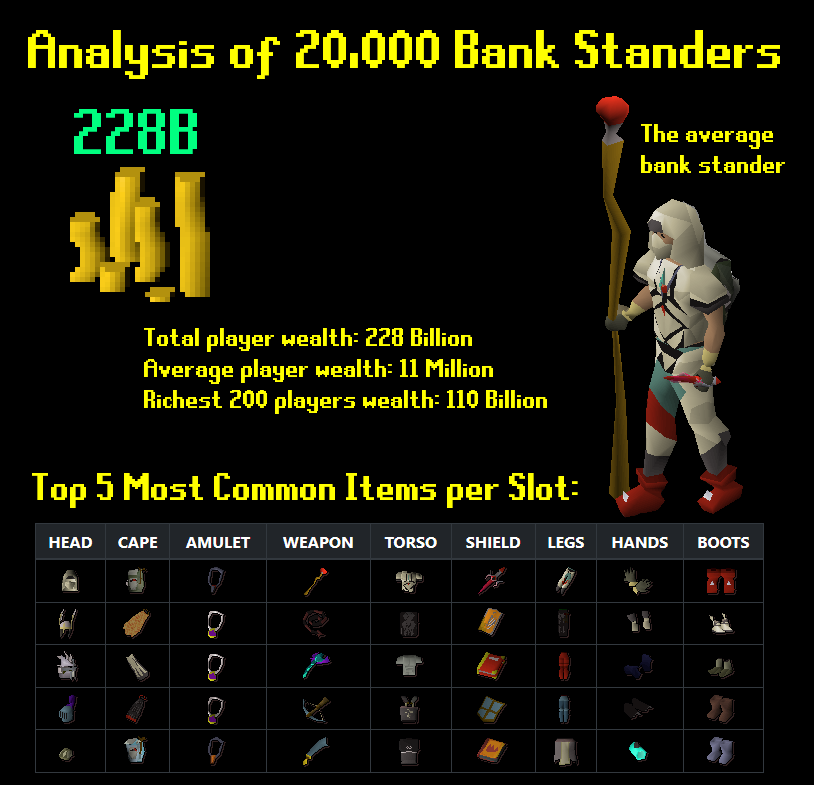 Analysis of 20,000 Bank Standers
228B
The average
bank stander
Total player wealth: 228 Billion
Average player wealth: 11 Million
Richest 200 players wealth: 110 Billion
Top 5 Most Common Items per Slot:
HEAD CAPE AMULET WEAPON TORSO SHIELD LEGS HANDS BOOTS